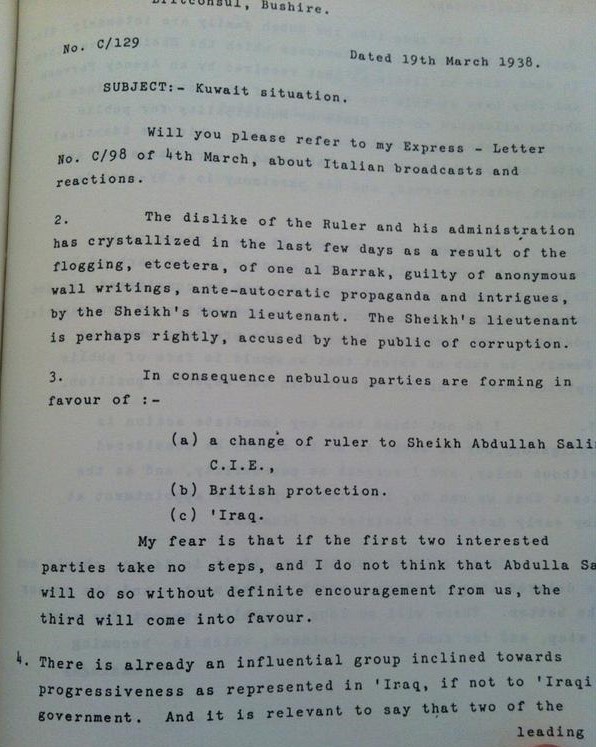 Britconsul, Bushire.
No. C/129
Dated 19th March 1938.
SUBJECT:- Kuwait situation.
Will you please refer to my Express - Letter
No. C/98 of 4th March, about Italian broadcasts and
reactions.
2. The dislike of the Ruler and his administration
has crystallized in the last few days as a result of the
flogging, etcetera, of one al Barrak, guilty of anonymous
wall writings, ante-autocratic propaganda and intrigues,
by the Sheikh's town lieutenant. The Sheikh's lieutenant
is perhaps rightly, accused by the public of corruption.
3. In consequence nebulous parties are forming in
favour of :-
(a) a change of ruler to Sheikh Abdullah Sali
C.I.E.,
(b) British protection.
(c) 'Iraq.
My fear is that if the first two interested
parties take no steps, and I do not think that Abdulla Sa
will do so without definite encouragement from us, the
third will come into favour.
4. There is already an influential group inclined towards
progressiveness as represented in 'Iraq, if not to 'Iraqi
government. And it is relevant to say that two of the
leading